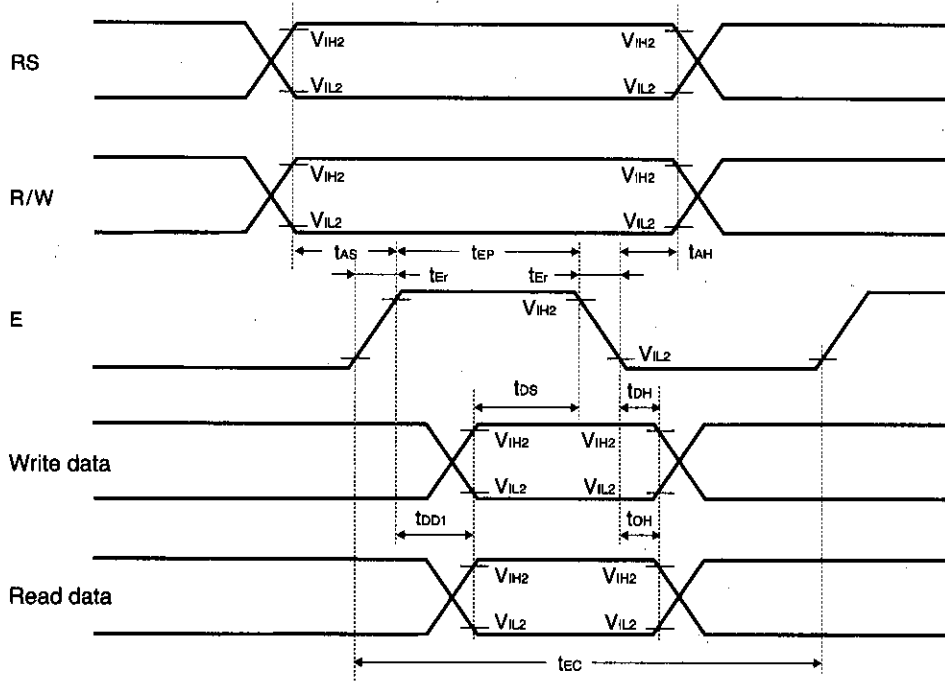 RS
VIH2 VIH2
VIL2 VIL2
R/W
VIH2 VIH2
VIL2 VIL2
tAS tEP tAH
tEr tEr
E
VIH2
VIL2
tDS tDH
Write data
VIH2 VIH2
VIL2 VIL2
tDD1 tOH
Read data
VIH2 VIH2
VIL2 VIL2
tEC